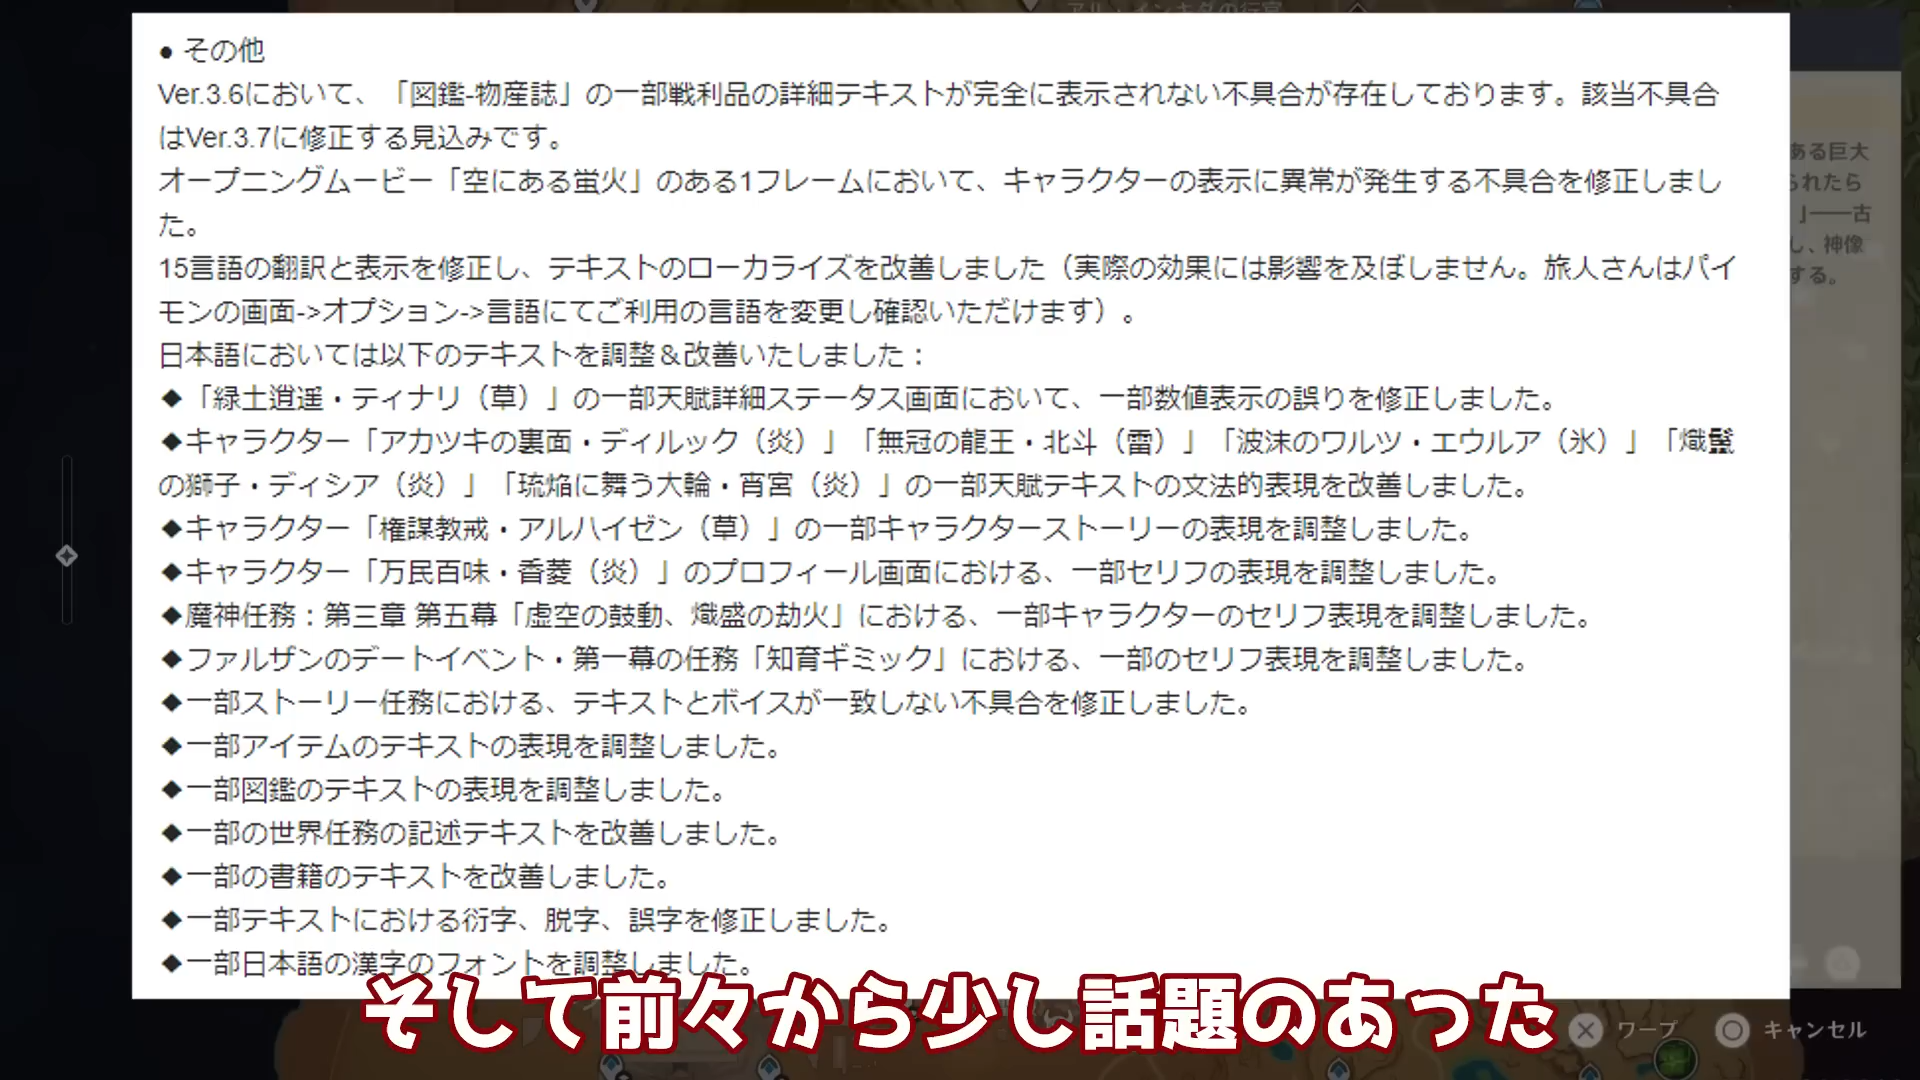 アル・インキダの行宮
● その他
Ver.3.6において、「図鑑-物産誌」の一部戦利品の詳細テキストが完全に表示されない不具合が存在しております。該当不具合
はVer.3.7に修正する見込みです。
オープニングムービー「空にある蛍火」のある1フレームにおいて、キャラクターの表示に異常が発生する不具合を修正しまし
た。
15言語の翻訳と表示を修正し、テキストのローカライズを改善しました（実際の効果には影響を及ぼしません。旅人さんはパイ
モンの画面->オプション->言語にてご利用の言語を変更し確認いただけます）。
日本語においては以下のテキストを調整＆改善いたしました：
◆「緑土逍遥・ティナリ（草）」の一部天賦詳細ステータス画面において、一部数値表示の誤りを修正しました。
◆キャラクター「アカツキの裏面・ディルック（炎）」「無冠の龍王・北斗（雷）」「波沫のワルツ・エウルア（氷）」「熾鬣
の獅子・ディシア（炎）」「琉焔に舞う大輪・宵宮（炎）」の一部天賦テキストの文法的表現を改善しました。
◆キャラクター「権謀教戒・アルハイゼン（草）」の一部キャラクターストーリーの表現を調整しました。
◆キャラクター「万民百味・香菱（炎）」のプロフィール画面における、一部セリフの表現を調整しました。
◆魔神任務：第三章 第五幕「虚空の鼓動、熾盛の劫火」における、一部キャラクターのセリフ表現を調整しました。
◆ファルザンのデートイベント・第一幕の任務「知育ギミック」における、一部のセリフ表現を調整しました。
◆一部ストーリー任務における、テキストとボイスが一致しない不具合を修正しました。
◆一部アイテムのテキストの表現を調整しました。
◆一部図鑑のテキストの表現を調整しました。
◆一部の世界任務の記述テキストを改善しました。
◆一部の書籍のテキストを改善しました。
◆一部テキストにおける衍字、脱字、誤字を修正しました。
◆一部日本語の漢字のフォントを調整しました。
ある巨大
られたら
」——古
し、神像
する。
そして前々から少し話題のあった
ワープ
キャンセル